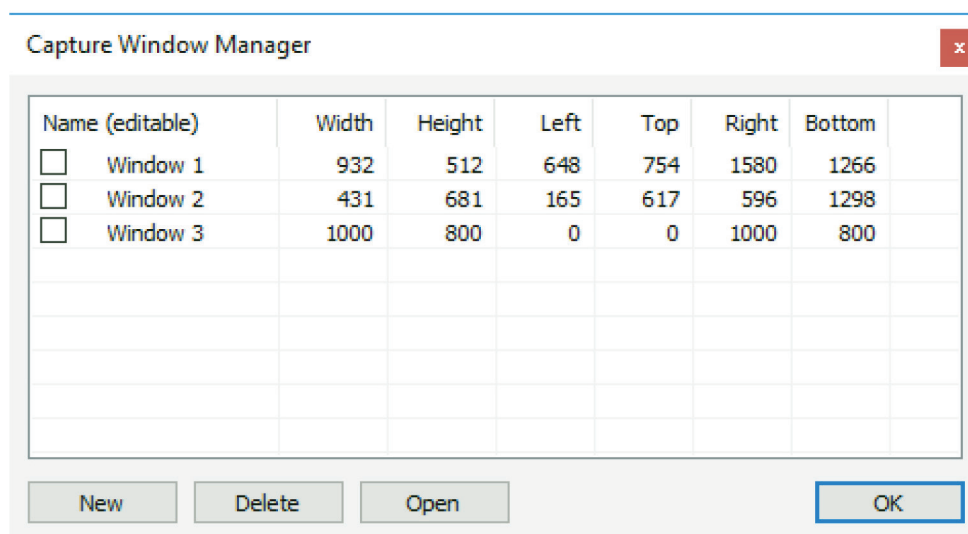 Capture Window Manager x
Name (editable) Width Height Left Top Right Bottom
Window 1 932 512 648 754 1580 1266
Window 2 431 681 165 617 596 1298
Window 3 1000 800 0 0 1000 800
New Delete Open OK